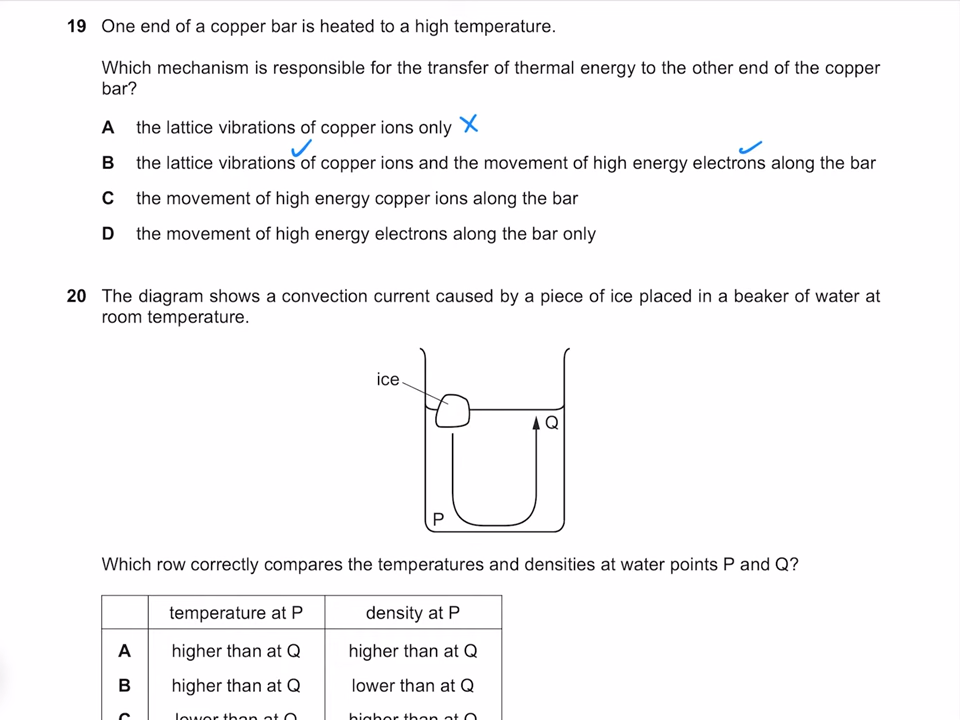 19 One end of a copper bar is heated to a high temperature.
Which mechanism is responsible for the transfer of thermal energy to the other end of the copper
bar?
A the lattice vibrations of copper ions only
B the lattice vibrations of copper ions and the movement of high energy electrons along the bar
C the movement of high energy copper ions along the bar
D the movement of high energy electrons along the bar only
20 The diagram shows a convection current caused by a piece of ice placed in a beaker of water at
room temperature.
ice
Q
P
Which row correctly compares the temperatures and densities at water points P and Q?
temperature at P density at P
A higher than at Q higher than at Q
B higher than at Q lower than at Q
C lower than at Q higher than at Q